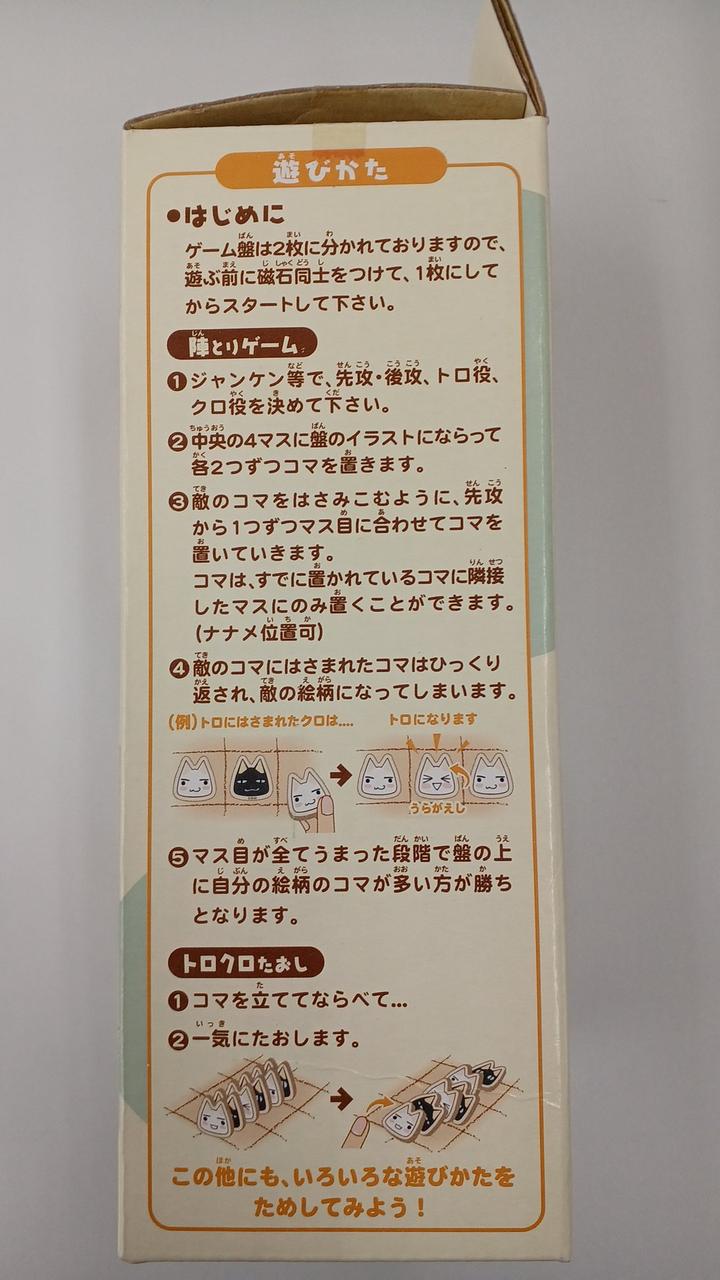 遊びかた
●はじめに
ゲーム盤は2枚に分かれておりますので、
遊ぶ前に磁石同士をつけて、1枚にして
からスタートして下さい。
陣とりゲーム
①ジャンケン等で、先攻・後攻、トロ役、
クロ役を決めて下さい。
②中央の4マスに盤のイラストにならって
各2つずつコマを置きます。
③敵のコマをはさみこむように、先攻
から1つずつマス目に合わせてコマを
置いていきます。
コマは、すでに置かれているコマに隣接
したマスにのみ置くことができます。
(ナナメ位置可)
④敵のコマにはさまれたコマはひっくり
返され、敵の絵柄になってしまいます。
(例)トロにはさまれたクロは.... トロになります
うらがえし
⑤マス目が全てうまった段階で盤の上
に自分の絵柄のコマが多い方が勝ち
となります。
トロクロたおし
①コマを立ててならべて...
②一気にたおします。
この他にも、いろいろな遊びかたを
ためしてみよう！